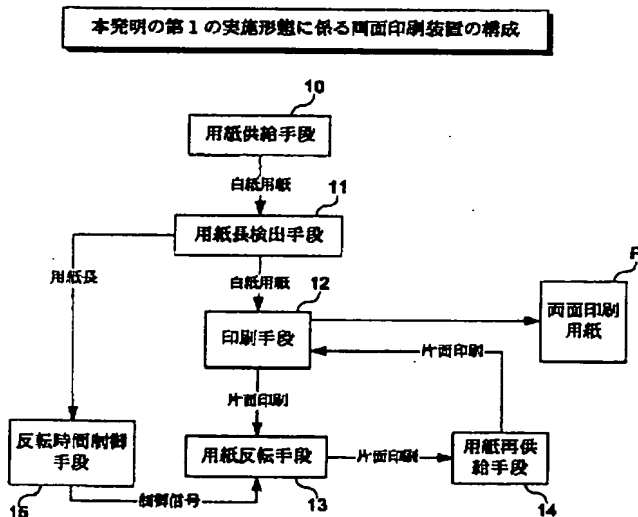 本発明の第1の実施形態に係る両面印刷装置の構成
10
用紙供給手段
白紙用紙
11
用紙長検出手段
用紙長
白紙用紙
12
P
印刷手段
両面印刷
用紙
片面印刷
片面印刷
反転時間制御
手段
用紙反転手段
片面印刷
用紙再供
給手段
15
制御信号
13
14